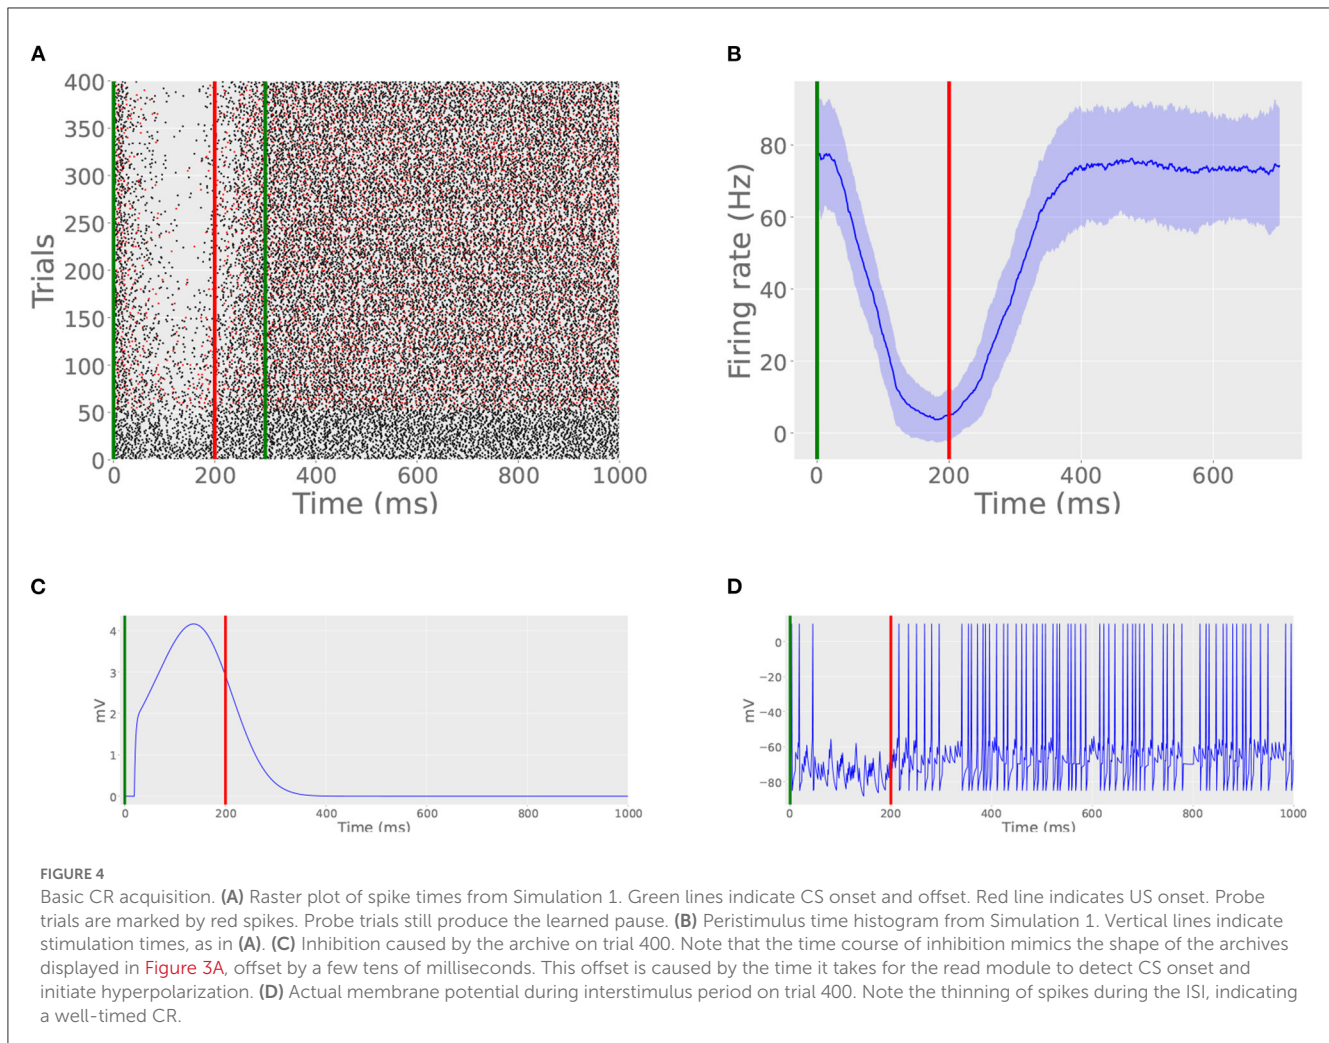 A
B
400
350
300
250
200
150
100
50
0
Trials
0 200 400 600 800 1000
Time (ms)
80
60
40
20
0
Firing rate (Hz)
0 200 400 600
Time (ms)
C
D
4
3
2
1
0
mV
0 200 400 600 800 1000
Time (ms)
0
−20
−40
−60
−80
mV
0 200 400 600 800 1000
Time (ms)
FIGURE 4
Basic CR acquisition. (A) Raster plot of spike times from Simulation 1. Green lines indicate CS onset and offset. Red line indicates US onset. Probe
trials are marked by red spikes. Probe trials still produce the learned pause. (B) Peristimulus time histogram from Simulation 1. Vertical lines indicate
stimulation times, as in (A). (C) Inhibition caused by the archive on trial 400. Note that the time course of inhibition mimics the shape of the archives
displayed in Figure 3A, offset by a few tens of milliseconds. This offset is caused by the time it takes for the read module to detect CS onset and
initiate hyperpolarization. (D) Actual membrane potential during interstimulus period on trial 400. Note the thinning of spikes during the ISI, indicating
a well-timed CR.